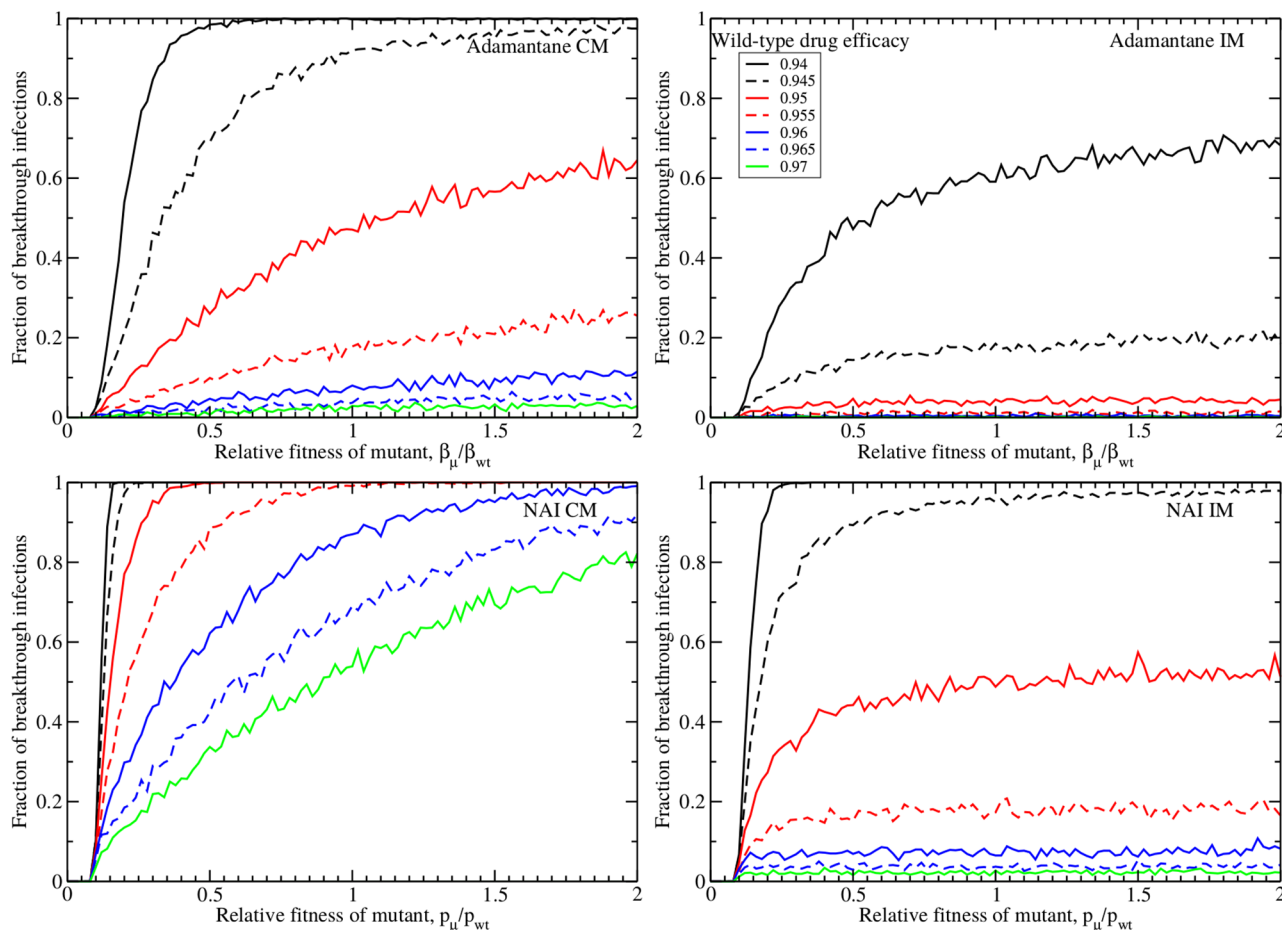 1
0.8
0.6
0.4
0.2
0
Fraction of breakthrough infections
Adamantane CM
0 0.5 1 1.5 2
Relative fitness of mutant, βμ/βwt
1
0.8
0.6
0.4
0.2
0
Fraction of breakthrough infections
Wild-type drug efficacy
0.94
0.945
0.95
0.955
0.96
0.965
0.97
Adamantane IM
0 0.5 1 1.5 2
Relative fitness of mutant, βμ/βwt
1
0.8
0.6
0.4
0.2
0
Fraction of breakthrough infections
NAI CM
0 0.5 1 1.5 2
Relative fitness of mutant, pμ/pwt
1
0.8
0.6
0.4
0.2
0
Fraction of breakthrough infections
NAI IM
0 0.5 1 1.5 2
Relative fitness of mutant, pμ/pwt